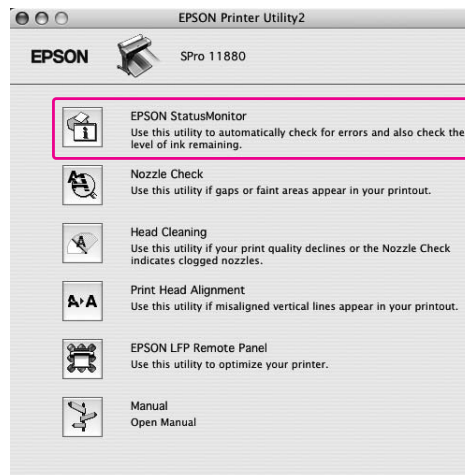 EPSON Printer Utility2
EPSON
SPro 11880
EPSON StatusMonitor
Use this utility to automatically check for errors and also check the
level of ink remaining.
Nozzle Check
Use this utility if gaps or faint areas appear in your printout.
Head Cleaning
Use this utility if your print quality declines or the Nozzle Check
indicates clogged nozzles.
A▸A
Print Head Alignment
Use this utility if misaligned vertical lines appear in your printout.
EPSON LFP Remote Panel
Use this utility to optimize your printer.
Manual
Open Manual